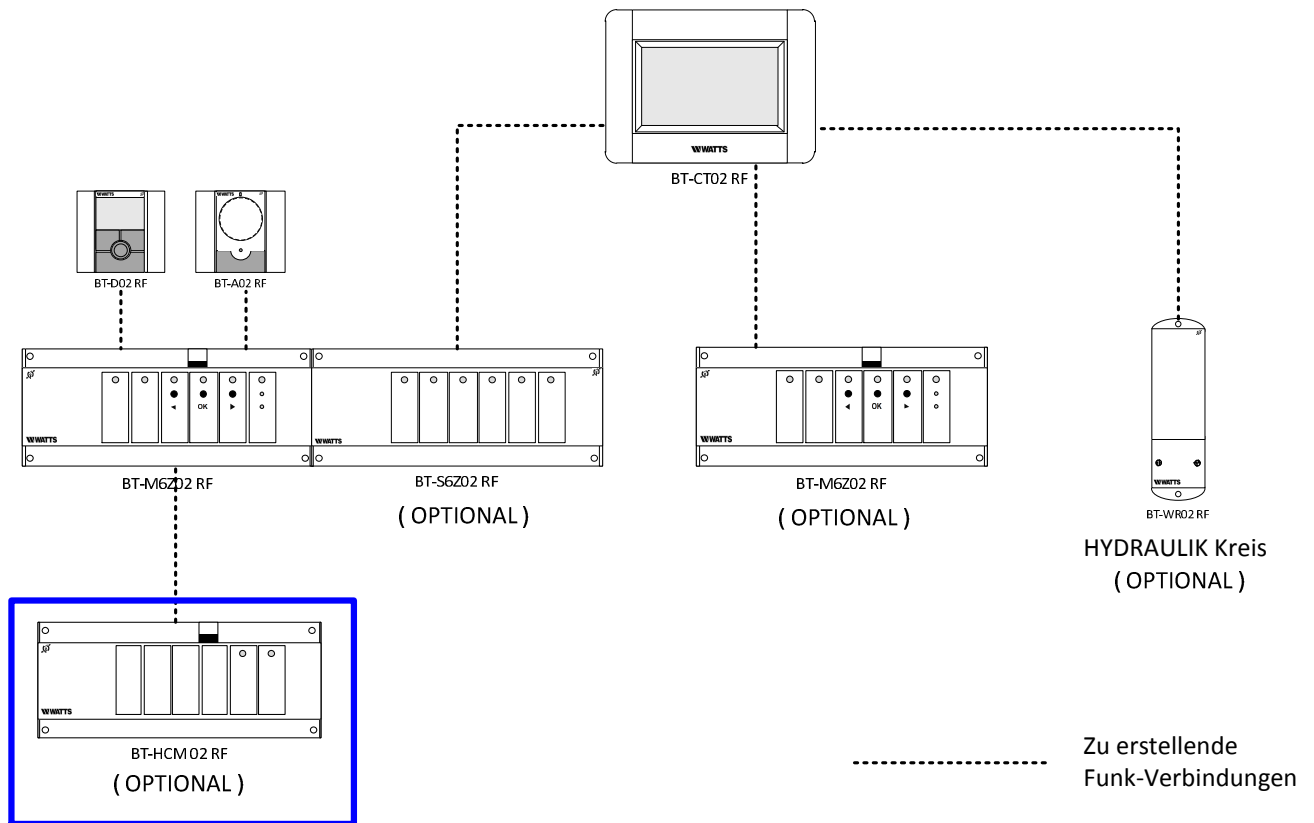 WATTS
BT-CT02 RF
WATTS
WATTS
BT-D02 RF
BT-A02 RF
◄ OK ►
WATTS
WATTS
◄ OK ►
WATTS
BT-M6Z02 RF
BT-S6Z02 RF
( OPTIONAL )
BT-M6Z02 RF
( OPTIONAL )
WATTS
BT-WR02 RF
HYDRAULIK Kreis
( OPTIONAL )
WATTS
BT-HCM 02 RF
( OPTIONAL )
Zu erstellende
Funk-Verbindungen